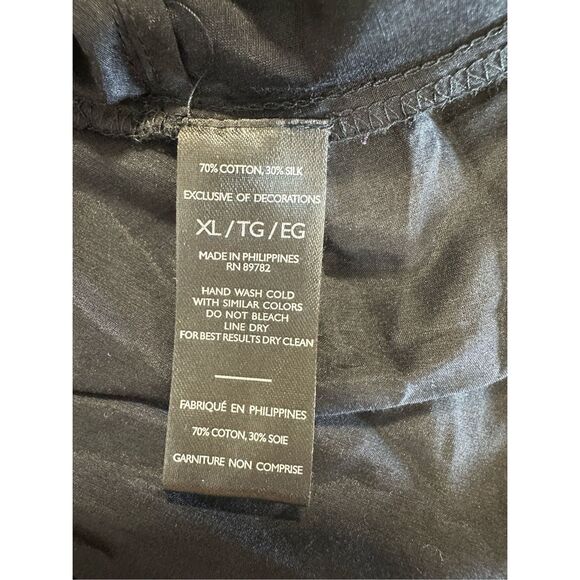 70% COTTON, 30% SILK
EXCLUSIVE OF DECORATIONS
XL / TG / EG
MADE IN PHILIPPINES
RN 89782
HAND WASH COLD
WITH SIMILAR COLORS
DO NOT BLEACH
LINE DRY
FOR BEST RESULTS DRY CLEAN
FABRIQUÉ EN PHILIPPINES
70% COTON, 30% SOIE
GARNITURE NON COMPRISE